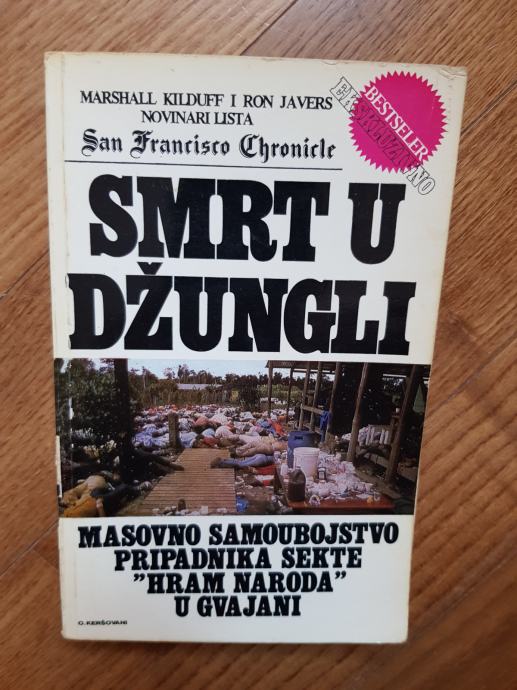 MARSHALL KILDUFF I RON JAVERS
NOVINARI LISTA
San Francisco Chronicle
BESTSELER
EKSKLUZIVNO
SMRT U
DŽUNGLI
MASOVNO SAMOUBOJSTVO
PRIPADNIKA SEKTE
"HRAM NARODA"
U GVAJANI
O. KERŠOVANI